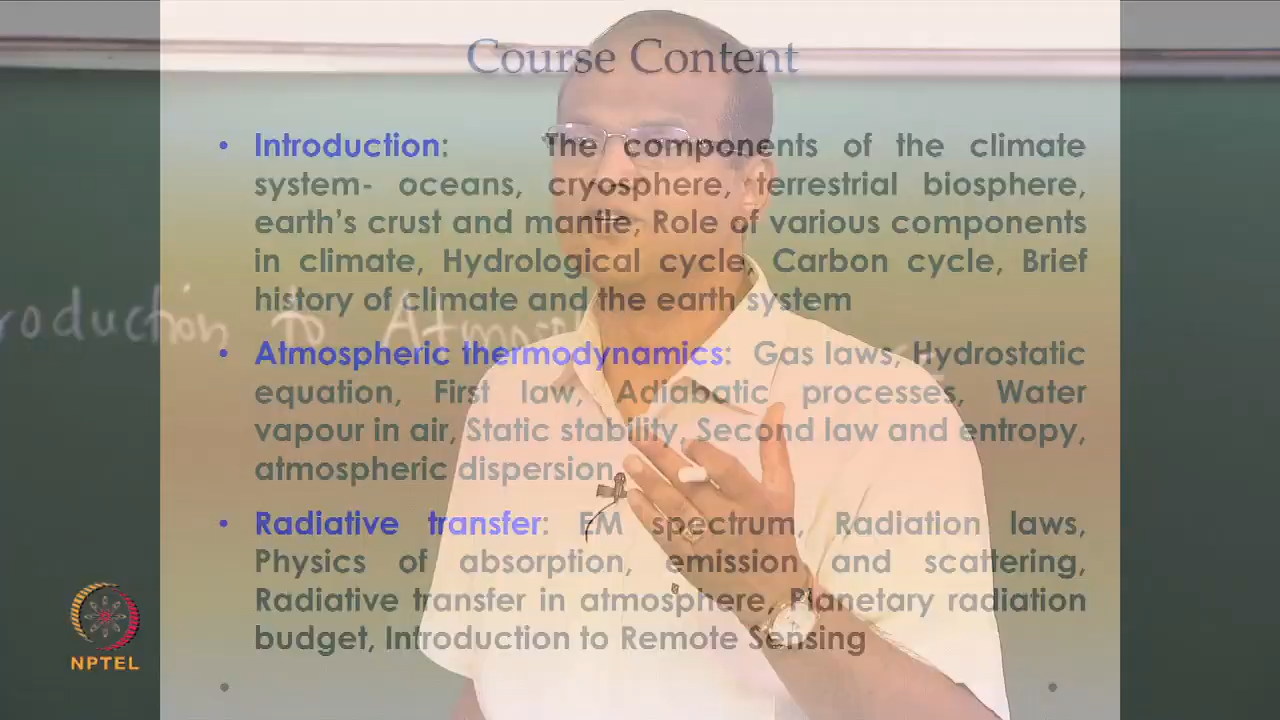 Course Content
• Introduction: The components of the climate
system- oceans, cryosphere, terrestrial biosphere,
earth's crust and mantle, Role of various components
in climate, Hydrological cycle, Carbon cycle, Brief
history of climate and the earth system
roduction to Atmos
• Atmospheric thermodynamics: Gas laws, Hydrostatic
equation, First law, Adiabatic processes, Water
vapour in air, Static stability, Second law and entropy,
atmospheric dispersion.
• Radiative transfer: EM spectrum, Radiation laws,
Physics of absorption, emission and scattering,
Radiative transfer in atmosphere, Planetary radiation
budget, Introduction to Remote Sensing
NPTEL